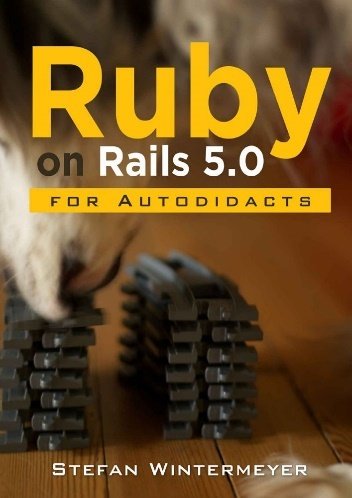 Ruby
on Rails 5.0
FOR AUTODIDACTS
STEFAN WINTERMEYER